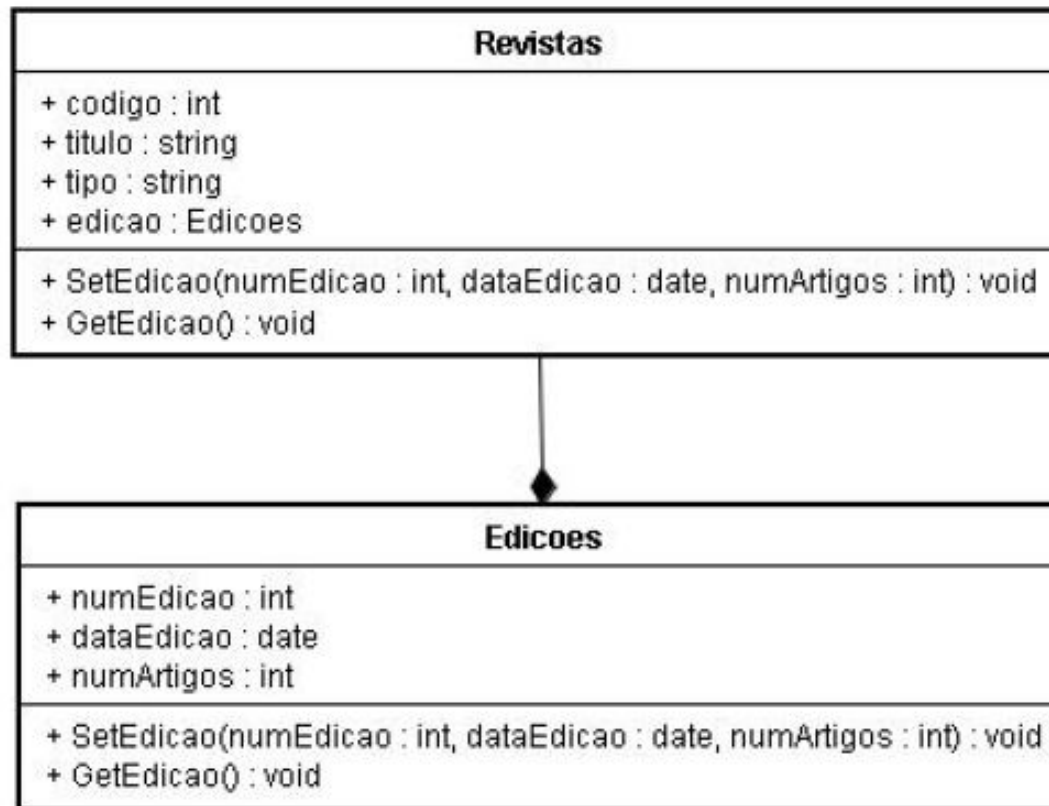 Revistas
+ codigo : int
+ titulo : string
+ tipo : string
+ edicao : Edicoes
+ SetEdicao(numEdicao : int, dataEdicao : date, numArtigos : int) : void
+ GetEdicao() : void
Edicoes
+ numEdicao : int
+ dataEdicao : date
+ numArtigos : int
+ SetEdicao(numEdicao : int, dataEdicao : date, numArtigos : int) : void
+ GetEdicao() : void